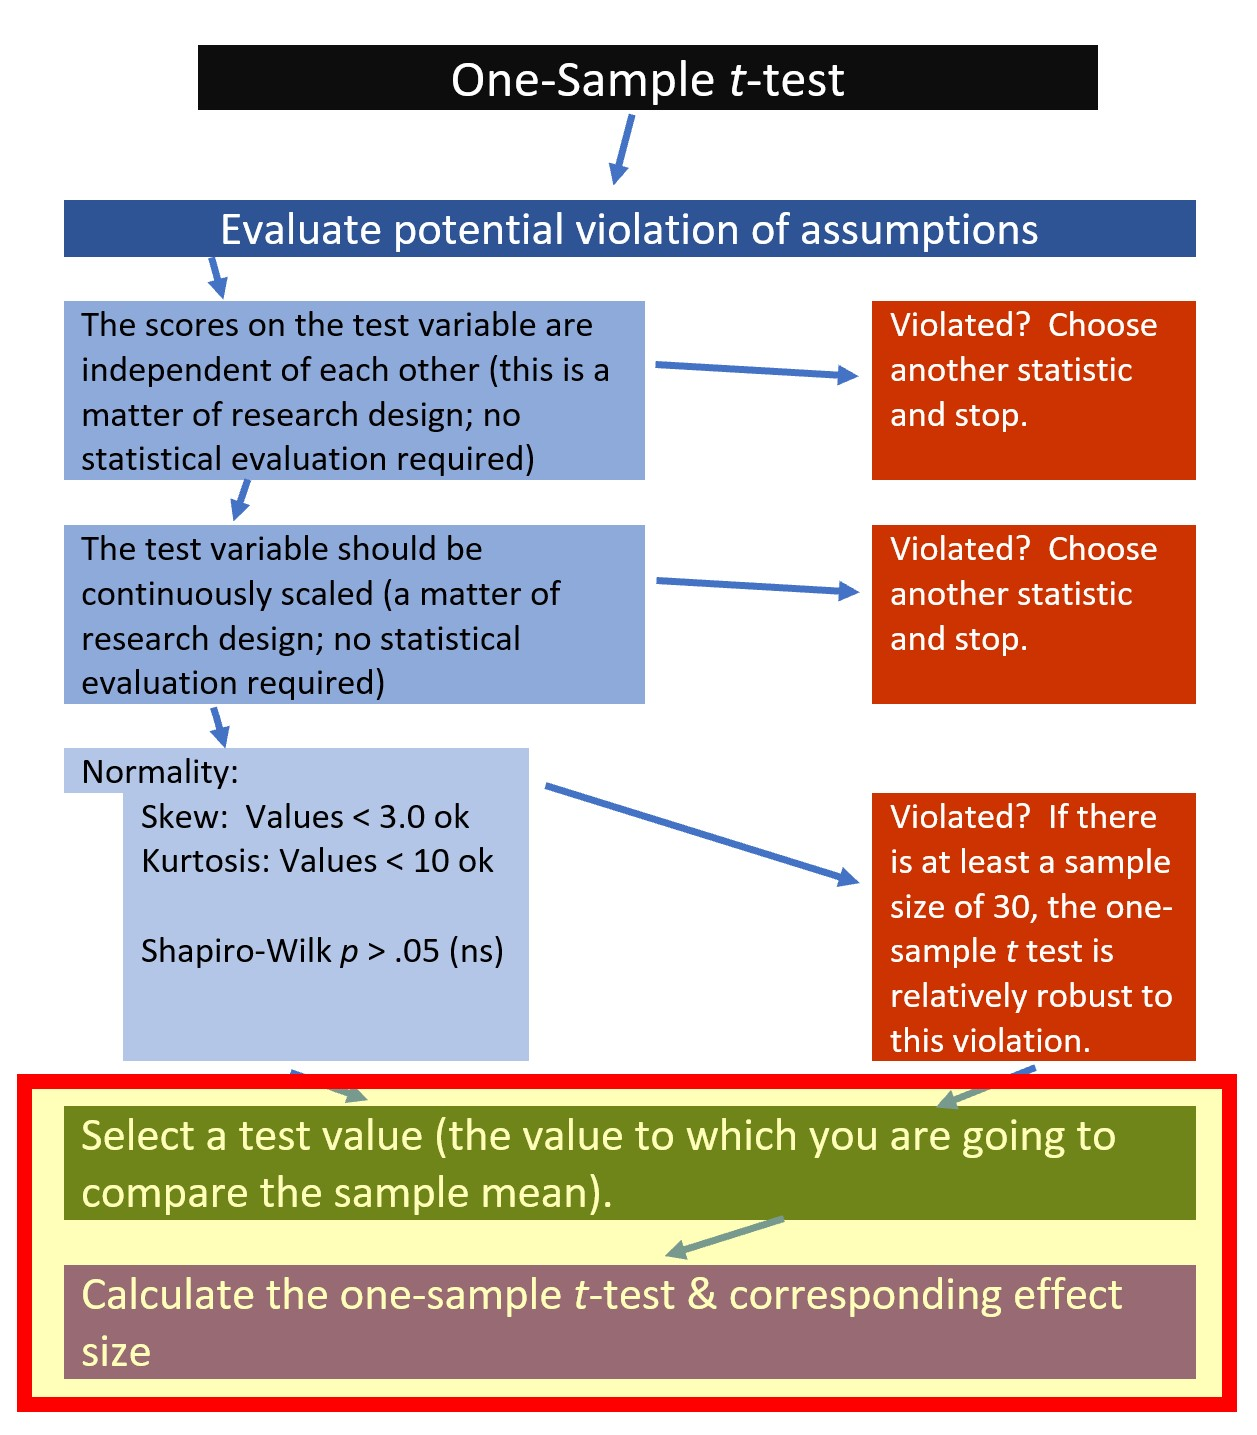 One-Sample t-test
Evaluate potential violation of assumptions
The scores on the test variable are
independent of each other (this is a
matter of research design; no
statistical evaluation required)
Violated?  Choose
another statistic
and stop.
The test variable should be
continuously scaled (a matter of
research design; no statistical
evaluation required)
Violated?  Choose
another statistic
and stop.
Normality:
Skew:  Values < 3.0 ok
Kurtosis: Values < 10 ok
Shapiro-Wilk p > .05 (ns)
Violated?  If there
is at least a sample
size of 30, the one-
sample t test is
relatively robust to
this violation.
Select a test value (the value to which you are going to
compare the sample mean).
Calculate the one-sample t-test & corresponding effect
size